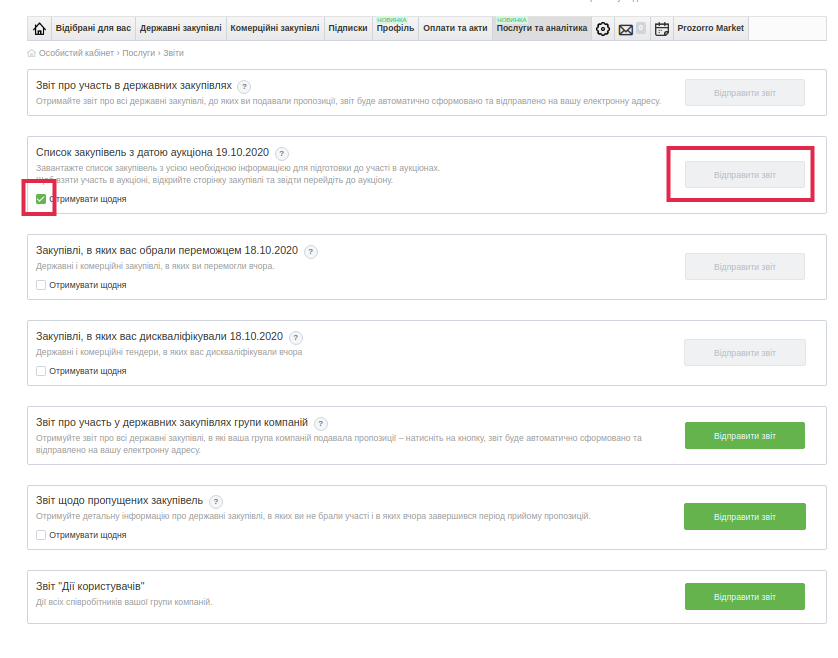 НОВИНКА НОВИНКА
Відібрані для вас Державні закупівлі Комерційні закупівлі Підписки Профіль Оплати та акти Послуги та аналітика 0 Prozorro Market
Особистий кабінет › Послуги › Звіти
Звіт про участь в державних закупівлях ?
Отримайте звіт про всі державні закупівлі, до яких ви подавали пропозиції, звіт буде автоматично сформовано та відправлено на вашу електронну адресу.
Відправити звіт
Список закупівель з датою аукціона 19.10.2020 ?
Завантажте список закупівель з усією необхідною інформацією для підготовки до участі в аукціонах.
Щоб взяти участь в аукціоні, відкрийте сторінку закупівлі та звідти перейдіть до аукціону.
Отримувати щодня
Відправити звіт
Закупівлі, в яких вас обрали переможцем 18.10.2020 ?
Державні і комерційні закупівлі, в яких ви перемогли вчора.
Отримувати щодня
Відправити звіт
Закупівлі, в яких вас дискваліфікували 18.10.2020 ?
Державні і комерційні тендери, в яких вас дискваліфікували вчора
Отримувати щодня
Відправити звіт
Звіт про участь у державних закупівлях групи компаній ?
Отримуйте звіт про всі державні закупівлі, в які ваша група компаній подавала пропозиції – натисніть на кнопку, звіт буде автоматично сформовано та
відправлено на вашу електронну адресу.
Відправити звіт
Звіт щодо пропущених закупівель ?
Отримуйте детальну інформацію про державні закупівлі, в яких ви не брали участі і в яких вчора завершився період прийому пропозицій.
Отримувати щодня
Відправити звіт
Звіт "Дії користувачів"
Дії всіх співробітників вашої групи компаній.
Відправити звіт